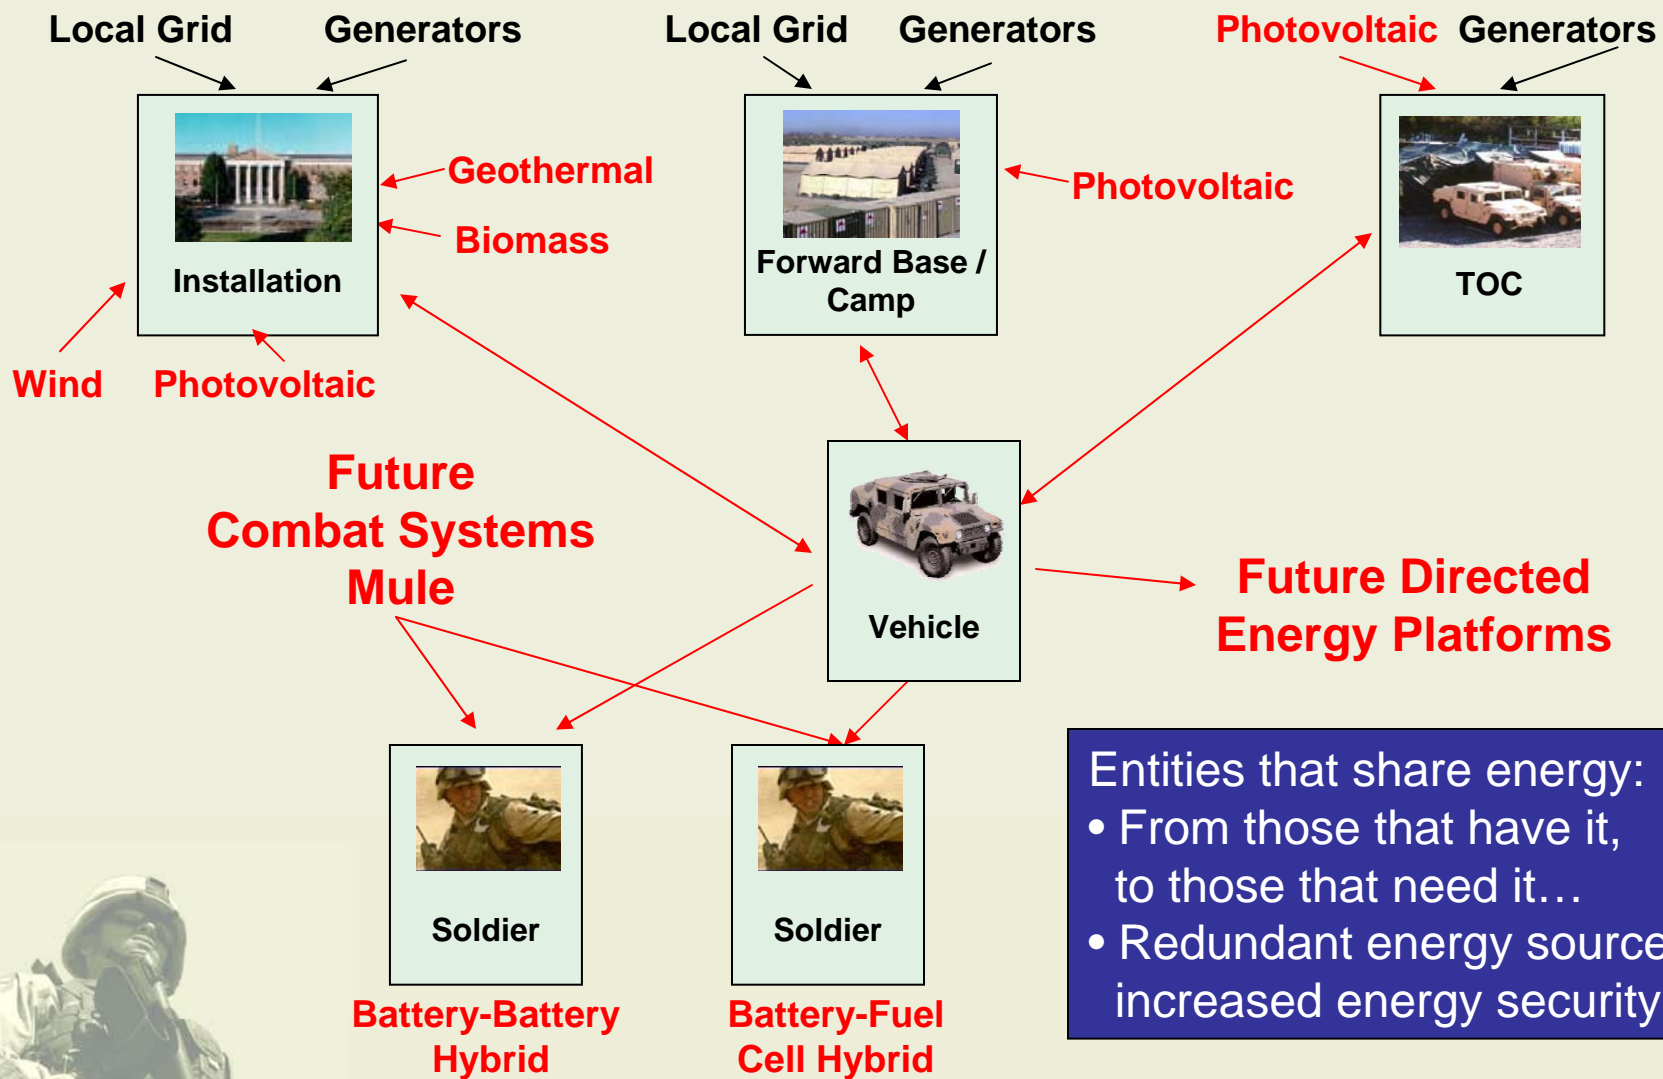 Local Grid Generators Local Grid Generators Photovoltaic Generators
Geothermal
Biomass
Installation
Wind
Photovoltaic
Forward Base /
Camp
Photovoltaic
TOC
Future
Combat Systems
Mule
Vehicle
Future Directed
Energy Platforms
Soldier
Battery-Battery
Hybrid
Soldier
Battery-Fuel
Cell Hybrid
Entities that share energy:
• From those that have it,
to those that need it…
• Redundant energy source
increased energy security